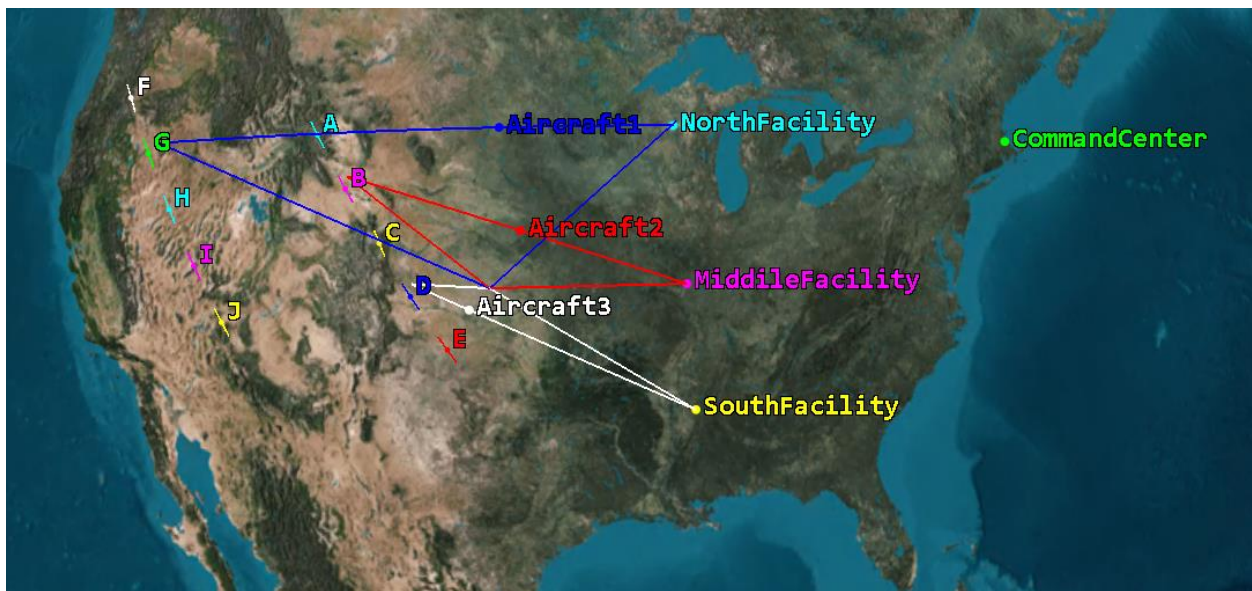 F
G
A
Aircraft1
NorthFacility
CommandCenter
B
H
C
Aircraft2
I
D
MiddileFacility
J
Aircraft3
E
SouthFacility